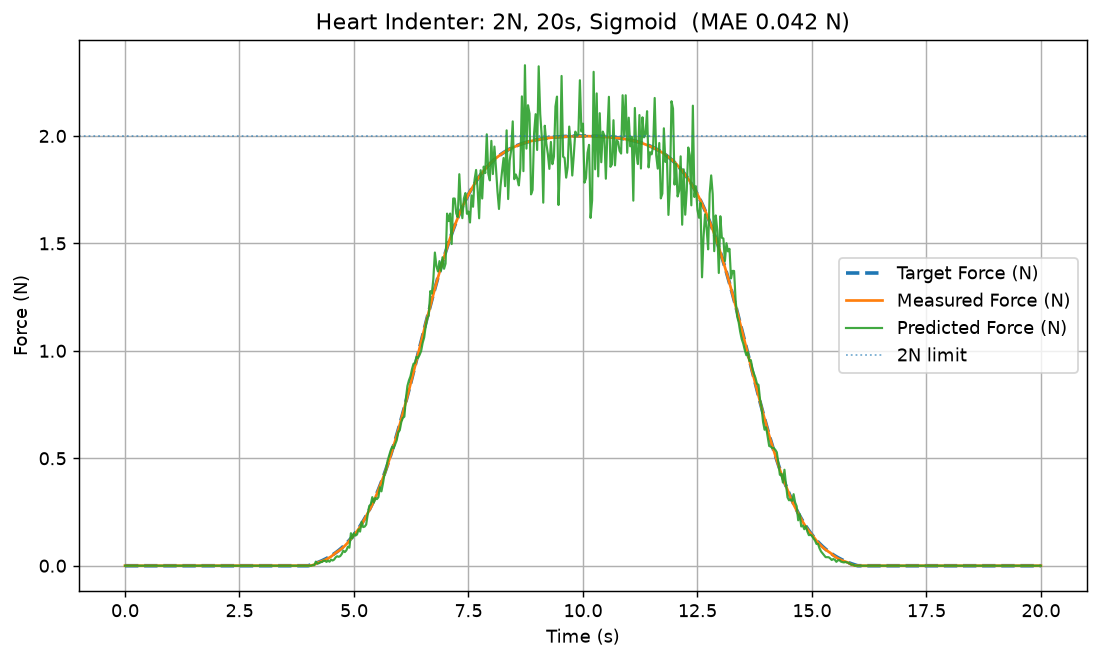 Heart Indenter: 2N, 20s, Sigmoid (MAE 0.042 N)
Force (N)
2.0
1.5
1.0
0.5
0.0
Target Force (N)
Measured Force (N)
Predicted Force (N)
2N limit
0.0 2.5 5.0 7.5 10.0 12.5 15.0 17.5 20.0
Time (s)